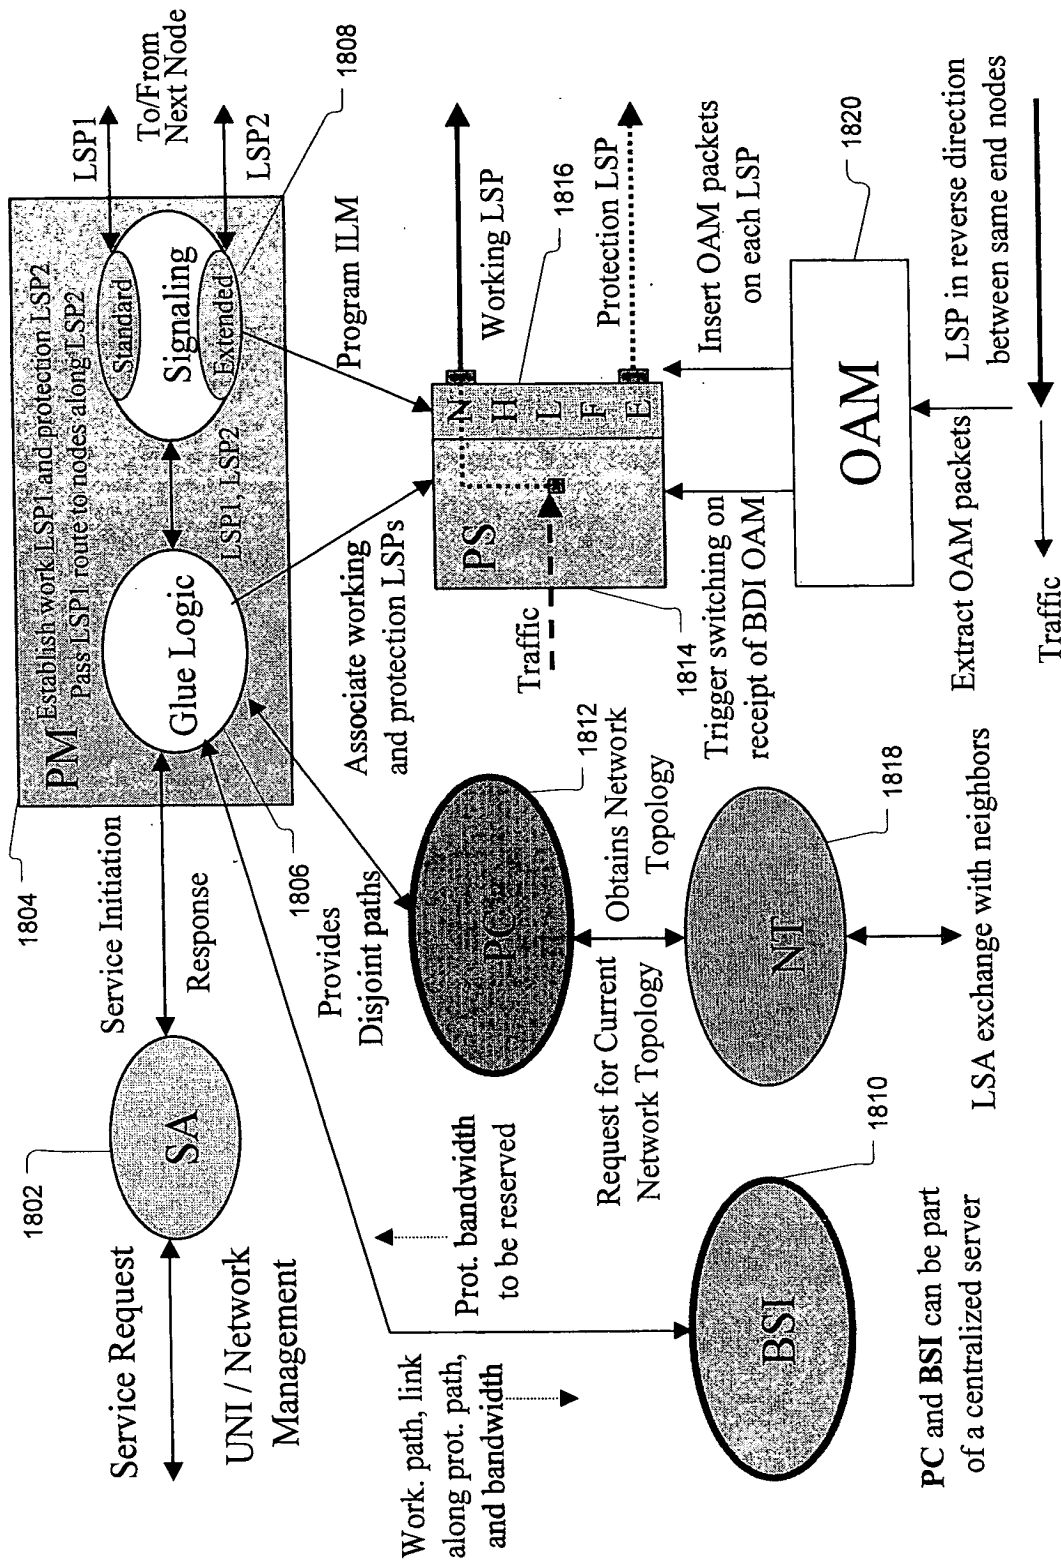 Service Request
UNI / Network
Management
1802
SA
Service Initiation
Response
1804
PM
Establish work LSP1 and protection LSP2
Pass LSP1 route to nodes along LSP2
Glue Logic
1806
LSP1, LSP2
Standard
Signaling
Extended
1808
LSP1
To/From
Next Node
LSP2
Work. path, link
along prot. path,
and bandwidth
Prot. bandwidth
to be reserved
Provides
Disjoint paths
Associate working
and protection LSPs
Program ILM
PC
1812
Request for Current
Network Topology
Obtains Network
Topology
Traffic
1814
PS
N
H
L
F
E
Working LSP
1816
Protection LSP
BSI
1810
NT
1818
Trigger switching on
receipt of BDI OAM
Insert OAM packets
on each LSP
OAM
1820
PC and BSI can be part
of a centralized server
LSA exchange with neighbors
Extract OAM packets
LSP in reverse direction
between same end nodes
Traffic